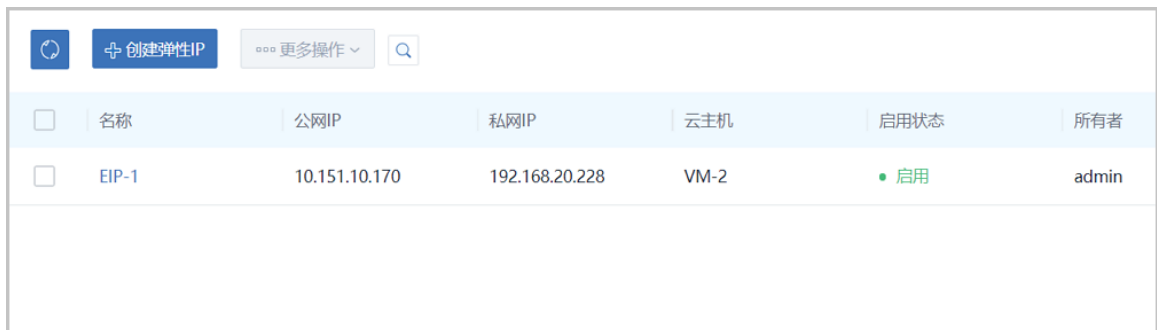 创建弹性IP 更多操作
名称 公网IP 私网IP 云主机 启用状态 所有者
EIP-1 10.151.10.170 192.168.20.228 VM-2 启用 admin